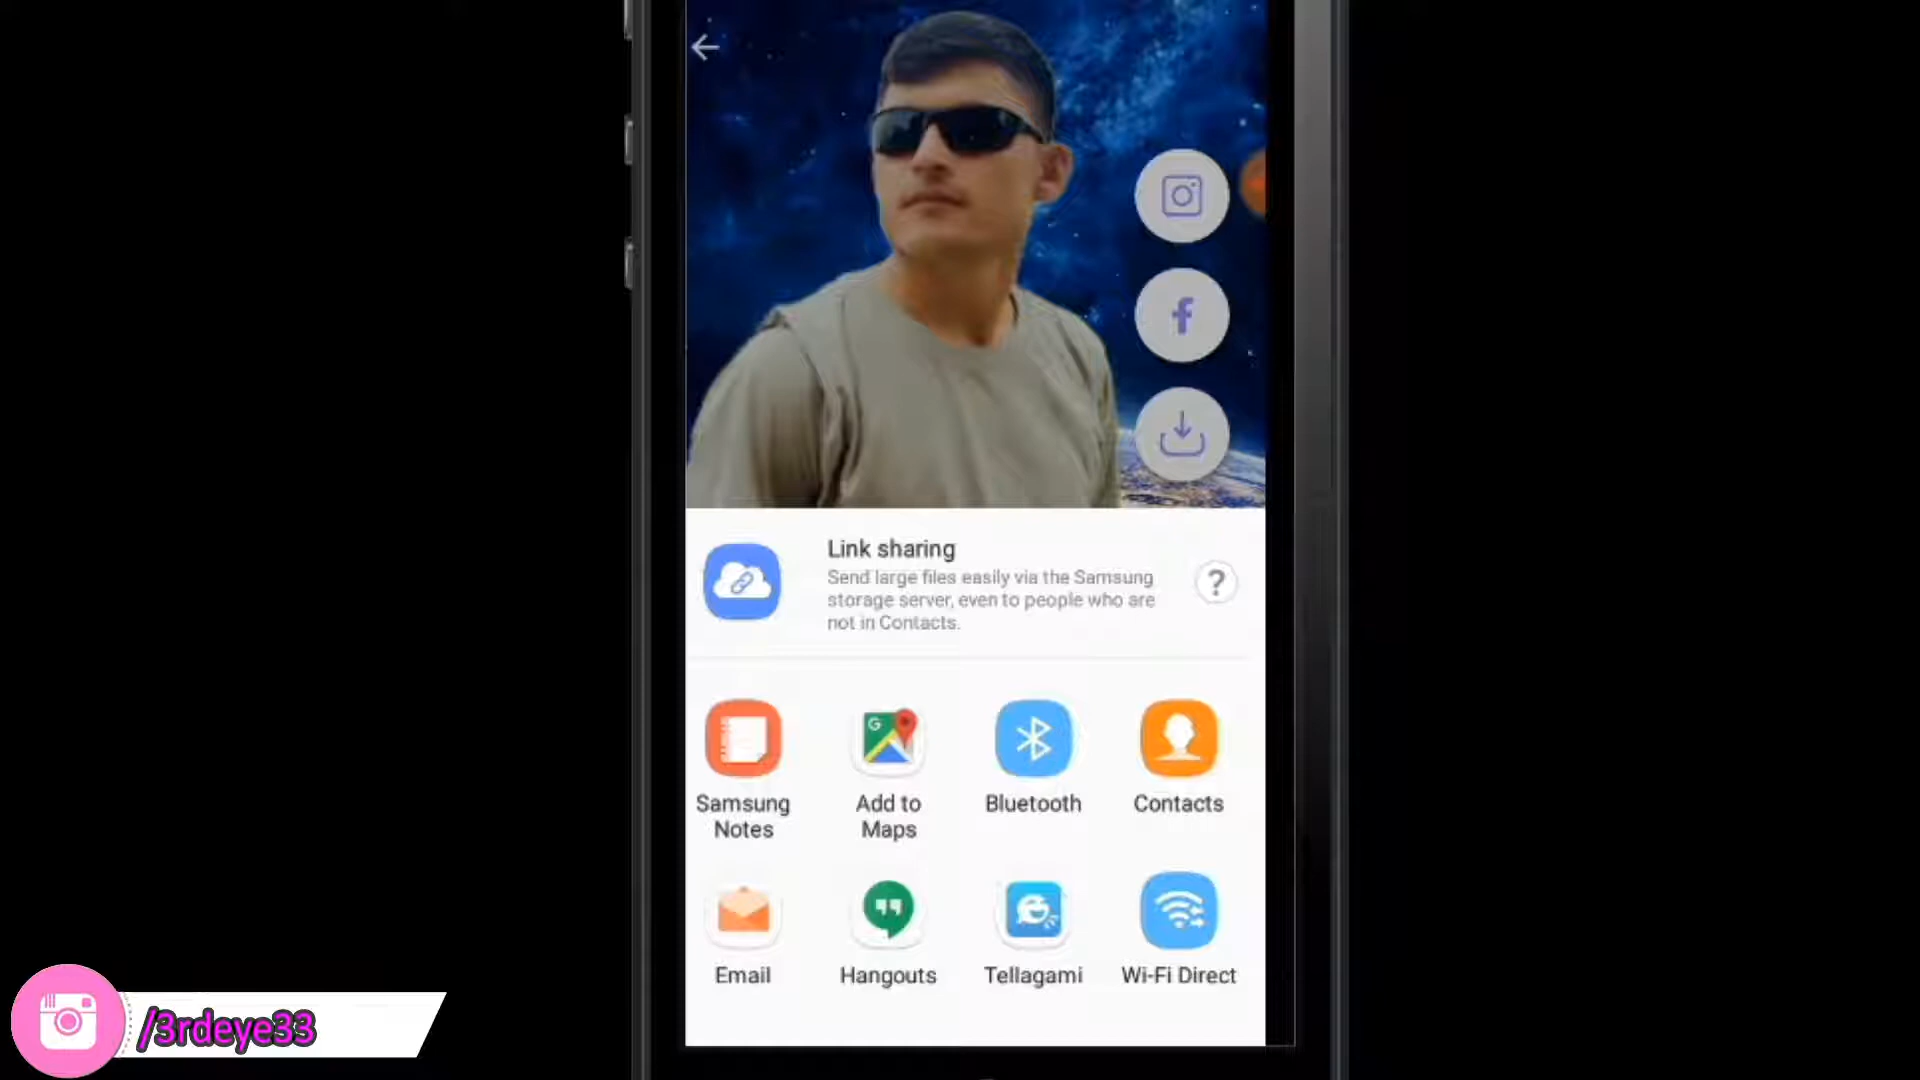 Link sharing
Send large files easily via the Samsung
storage server, even to people who are
not in Contacts.
?
Samsung
Notes
Add to
Maps
Bluetooth
Contacts
Email
Hangouts
Tellagami
Wi-Fi Direct
/3rdeye33